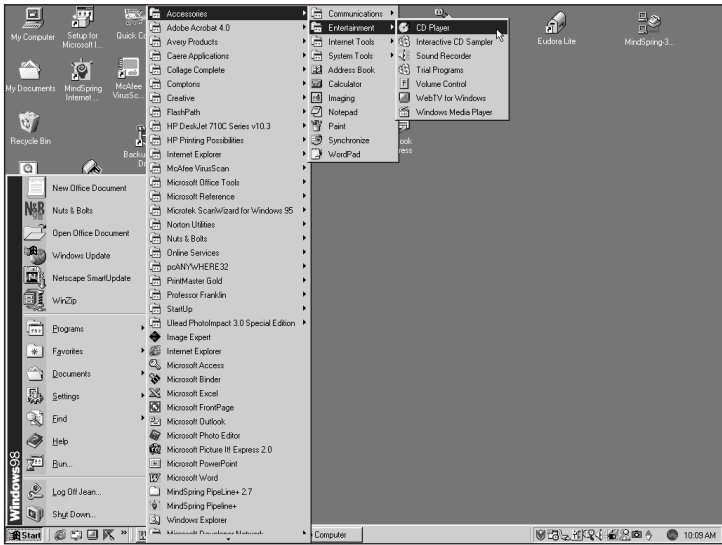 My Computer
Setup for
Microsoft I...
Quick Co
My Documents
MindSpring
Internet ...
McAfee
VirusSc...
Recycle Bin
Backu
Eudora Lite
MindSpring-3...
ook
ress
New Office Document
Nuts & Bolts
Open Office Document
Windows Update
Netscape SmartUpdate
WinZip
Programs
Favorites
Documents
Settings
Find
Help
Run...
Log Off Jean...
Shut Down...
Windows98
Accessories
Adobe Acrobat 4.0
Avery Products
Caere Applications
Collage Complete
Comptons
Creative
FlashPath
HP DeskJet 710C Series v10.3
HP Printing Possibilities
Internet Explorer
McAfee VirusScan
Microsoft Office Tools
Microsoft Reference
Microtek ScanWizard for Windows 95
Norton Utilities
Nuts & Bolts
Online Services
pcANYWHERE32
PrintMaster Gold
Professor Franklin
StartUp
Ulead PhotoImpact 3.0 Special Edition
Image Expert
Internet Explorer
Microsoft Access
Microsoft Binder
Microsoft Excel
Microsoft FrontPage
Microsoft Outlook
Microsoft Photo Editor
Microsoft Picture It! Express 2.0
Microsoft PowerPoint
Microsoft Word
MindSpring PipeLine+ 2.7
MindSpring Pipeline+
Windows Explorer
Microsoft Developer Network
Communications
Entertainment
Internet Tools
System Tools
Address Book
Calculator
Imaging
Notepad
Paint
Synchronize
WordPad
CD Player
Interactive CD Sampler
Sound Recorder
Trial Programs
Volume Control
WebTV for Windows
Windows Media Player
Start
Computer
10:09 AM